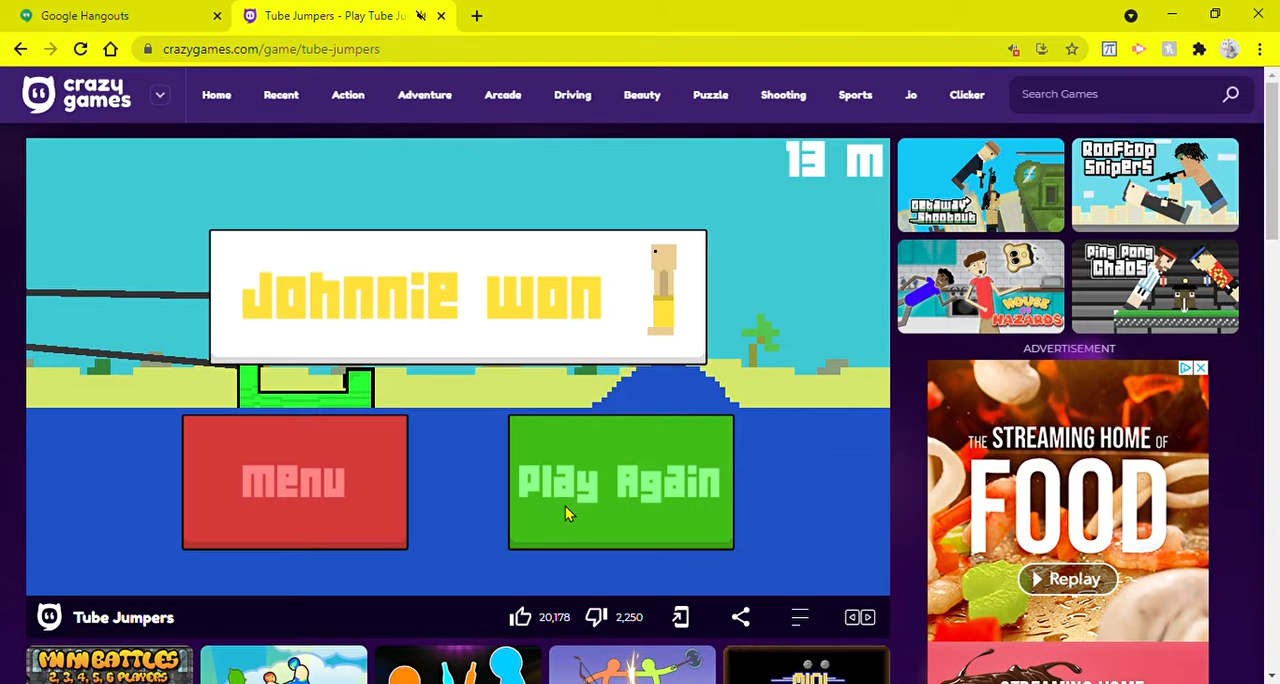 Google Hangouts
Tube Jumpers - Play Tube Ju
crazygames.com/game/tube-jumpers
crazy games
Home Recent Action Adventure Arcade Driving Beauty Puzzle Shooting Sports .io Clicker
Search Games
13 m
Johnnie won
Menu
Play Again
Getaway Shootout
Rooftop Snipers
House of Hazards
Ping Pong Chaos
ADVERTISEMENT
THE STREAMING HOME OF
FOOD
Replay
Tube Jumpers
20,178
2,250
MINI BATTLES
2, 3, 4, 5, 6 PLAYERS
MINI